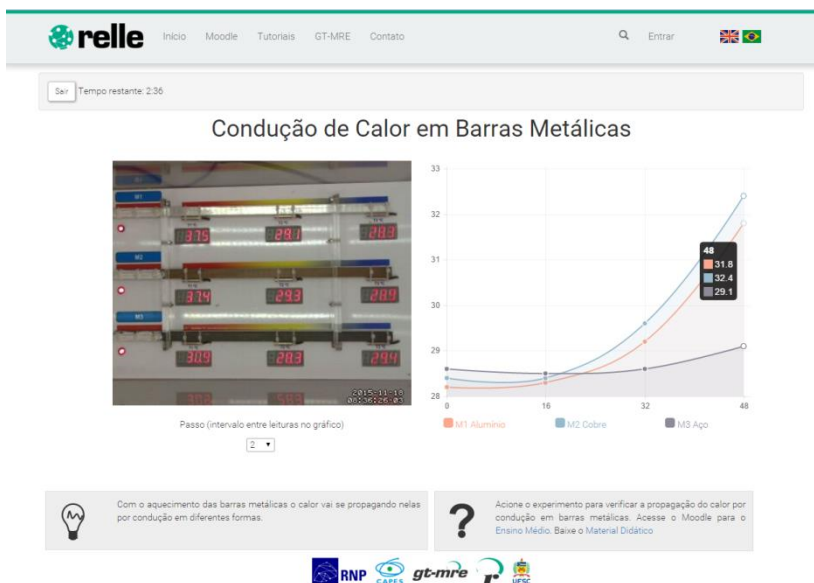 relle
Início Moodle Tutoriais GT-MRE Contato Entrar
Sair Tempo restante: 2:36
Condução de Calor em Barras Metálicas
M1
37.5 29.1 28.3
M2
37.4 29.3 28.9
M3
30.9 28.3 29.4
2015-11-18
08:36:26-03
33
32
31
30
29
28
0 16 32 48
48
31.8
32.4
29.1
M1 Alumínio M2 Cobre M3 Aço
Passo (intervalo entre leituras no gráfico)
2
Com o aquecimento das barras metálicas o calor vai se propagando nelas
por condução em diferentes formas.
Acione o experimento para verificar a propagação do calor por
condução em barras metálicas. Acesse o Moodle para o
Ensino Médio. Baixe o Material Didático
RNP CAPES gt-mre r UFSC